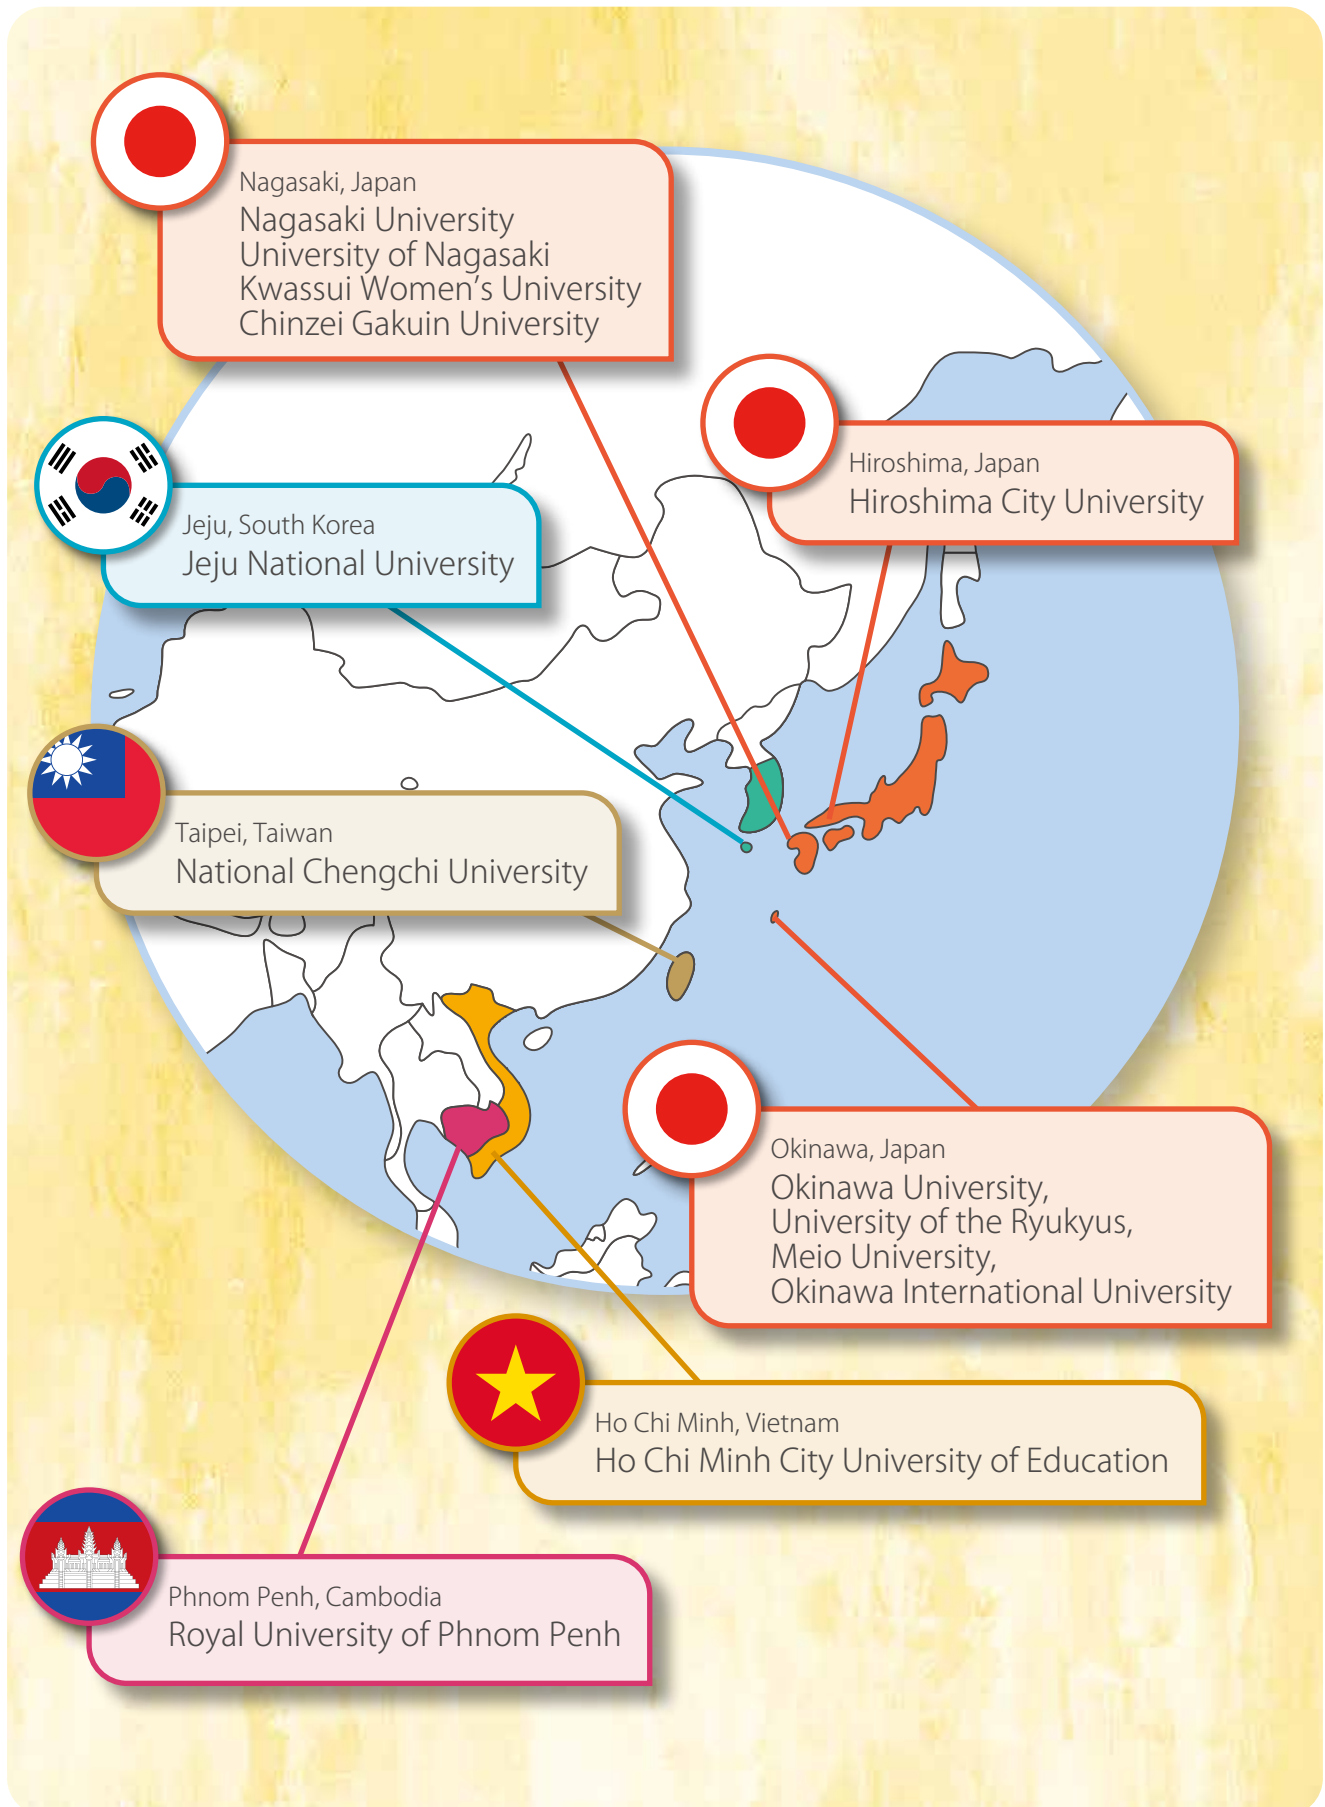 Nagasaki, Japan
Nagasaki University
University of Nagasaki
Kwassui Women's University
Chinzei Gakuin University
Hiroshima, Japan
Hiroshima City University
Jeju, South Korea
Jeju National University
Taipei, Taiwan
National Chengchi University
Okinawa, Japan
Okinawa University,
University of the Ryukyus,
Meio University,
Okinawa International University
Ho Chi Minh, Vietnam
Ho Chi Minh City University of Education
Phnom Penh, Cambodia
Royal University of Phnom Penh